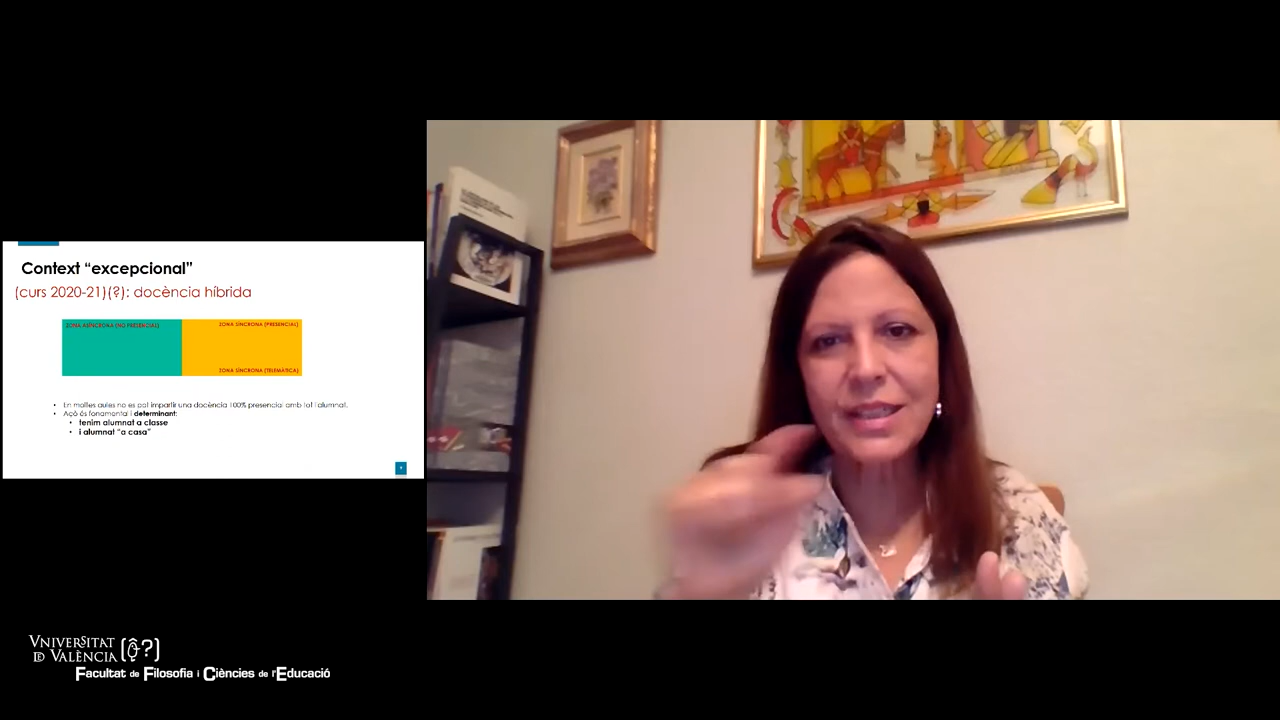 Context “excepcional”
(curs 2020-21)(?): docència híbrida
ZONA ASÍNCRONA (NO PRESENCIAL)
ZONA SÍNCRONA (PRESENCIAL)
ZONA SÍNCRONA (TELEMÀTICA)
• En moltes aules no es pot impartir una docència 100% presencial amb tot l'alumnat.
• Açò és fonamental i determinant:
• tenim alumnat a classe
• i alumnat “a casa”
VNIVERSITAT
DE VALÈNCIA
Facultat de Filosofia i Ciències de l'Educació